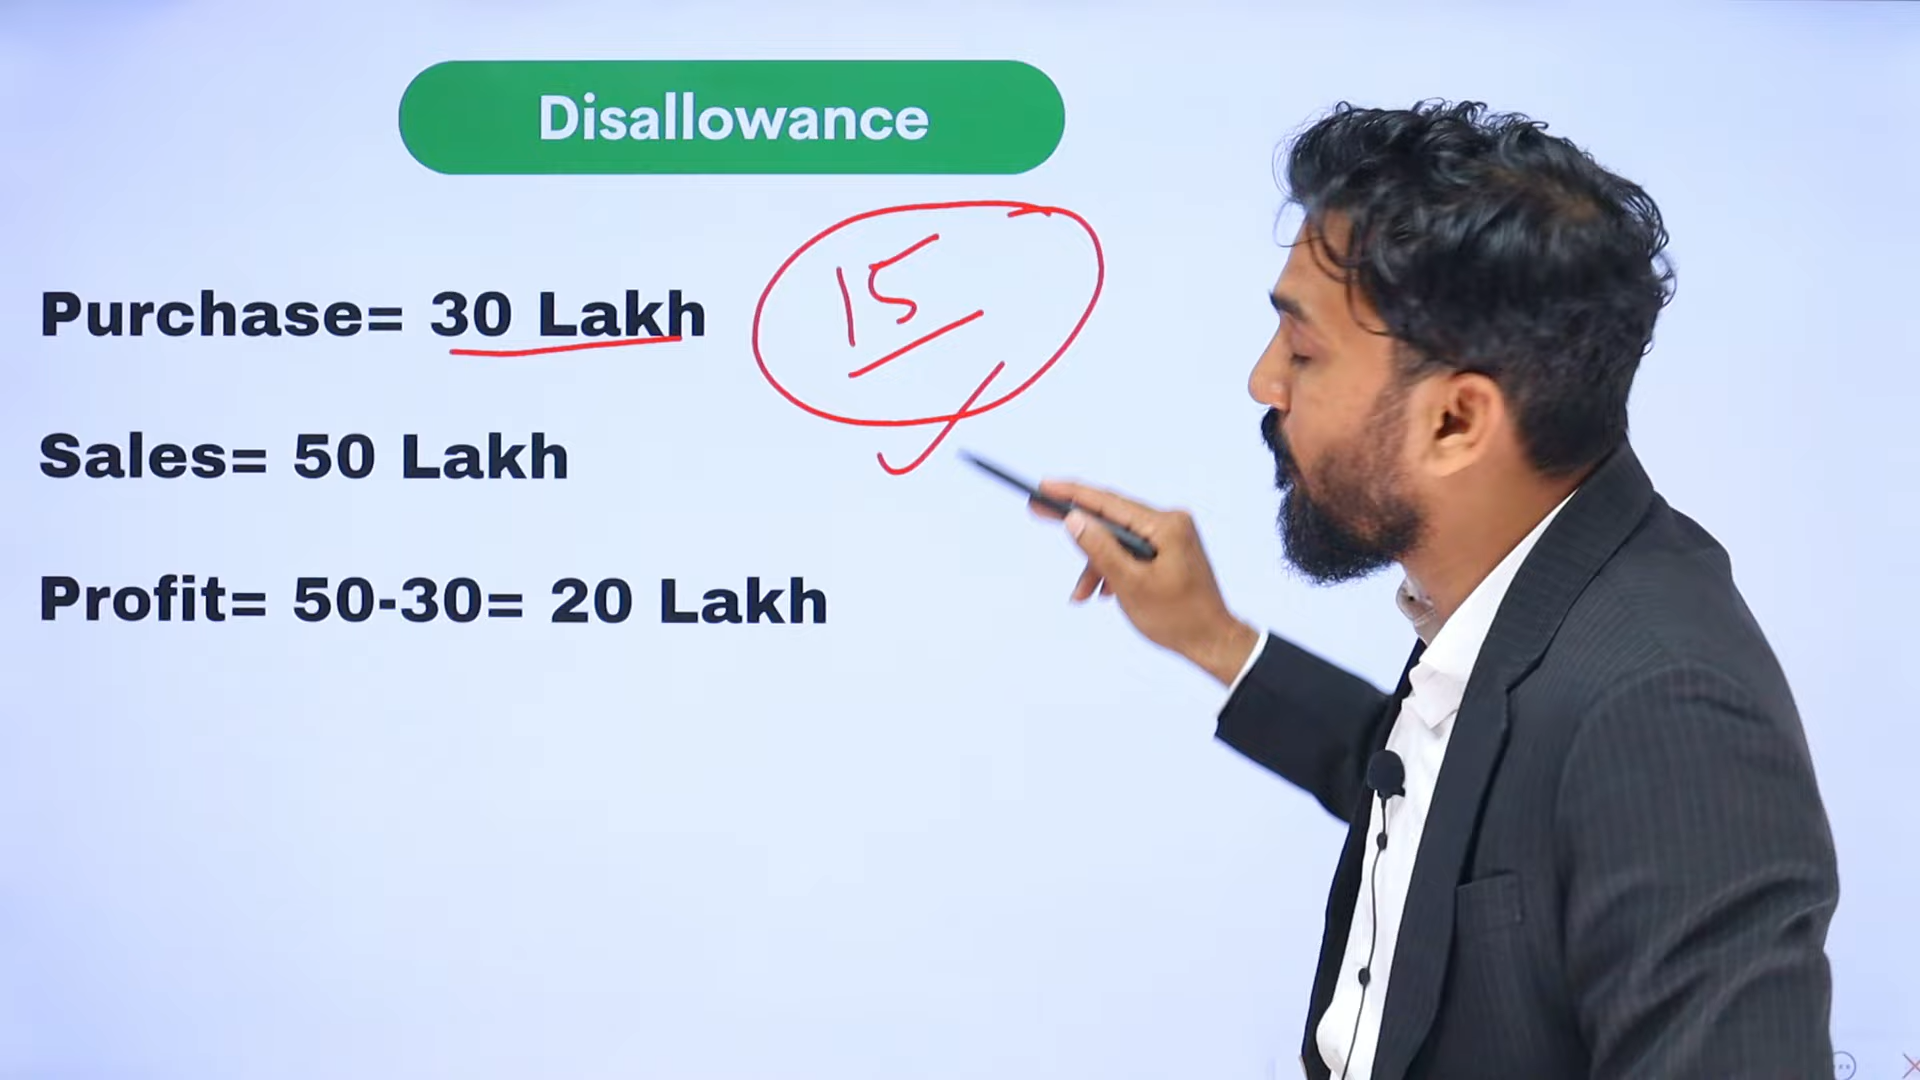 Disallowance
15
Purchase= 30 Lakh
Sales= 50 Lakh
Profit= 50-30= 20 Lakh